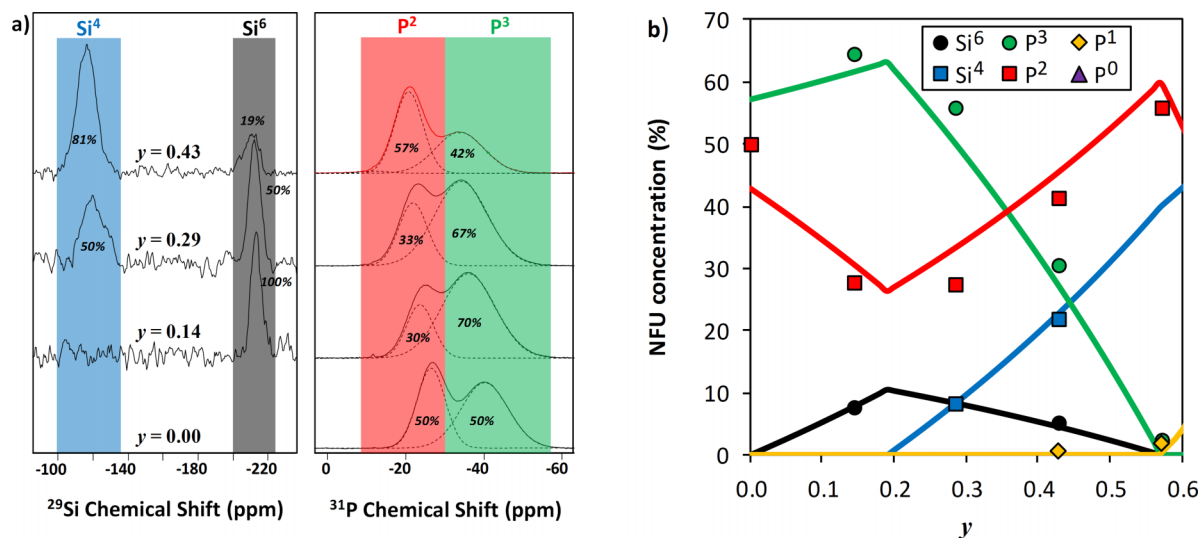 a)
Si⁴
Si⁶
P²
P³
81%
19%
y = 0.43
57%
42%
50%
50%
y = 0.29
33%
67%
100%
y = 0.14
30%
70%
y = 0.00
50%
50%
-100 -140 -180 -220
0 -20 -40 -60
²⁹Si Chemical Shift (ppm)
³¹P Chemical Shift (ppm)
b)
NFU concentration (%)
70
60
50
40
30
20
10
0
Si⁶ P³ P¹
Si⁴ P² P⁰
0.0 0.1 0.2 0.3 0.4 0.5 0.6
y